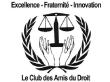 Excellence - Fraternité - Innovation
Le Club des Amis du Droit